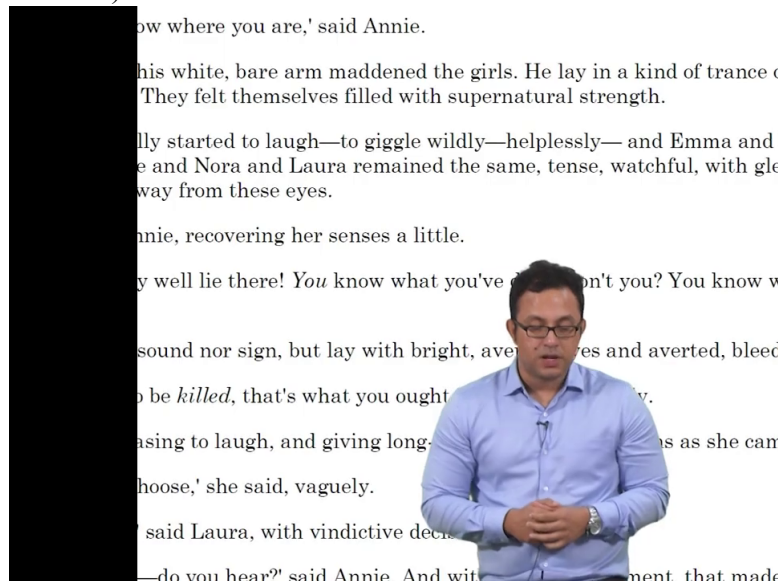 ow where you are,' said Annie.
his white, bare arm maddened the girls. He lay in a kind of trance
They felt themselves filled with supernatural strength.
lly started to laugh—to giggle wildly—helplessly— and Emma and
e and Nora and Laura remained the same, tense, watchful, with gle
way from these eyes.
nnie, recovering her senses a little.
y well lie there! You know what you've on't you? You know w
sound nor sign, but lay with bright, ave es and averted, bleed
o be killed, that's what you ought y.
asing to laugh, and giving long- s as she cam
hoose,' she said, vaguely.
' said Laura, with vindictive deci
—do you hear?' said Annie. And wit ment, that made